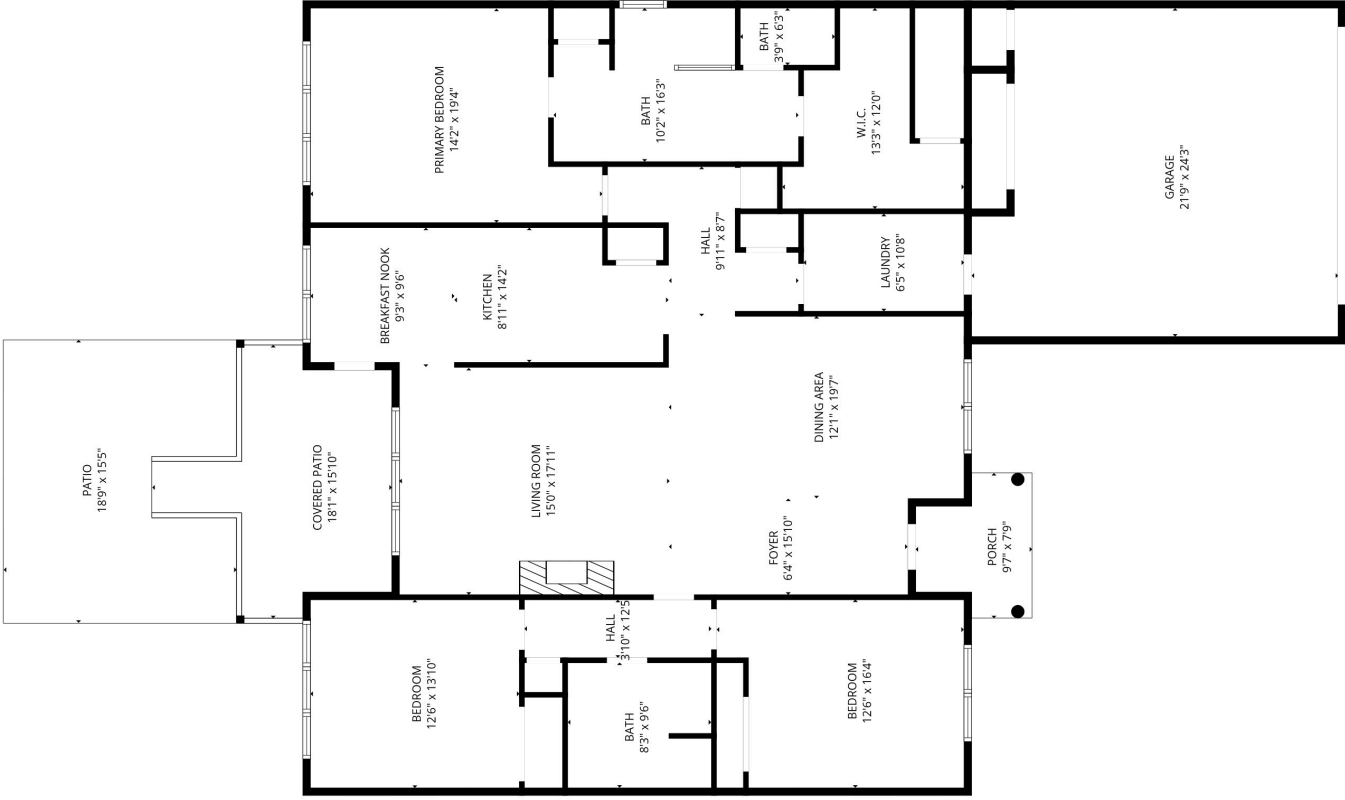 PRIMARY BEDROOM
14'2" x 19'4"
BATH
10'2" x 16'3"
BATH
3'9" x 6'3"
W.I.C.
13'3" x 12'0"
GARAGE
21'9" x 24'3"
BREAKFAST NOOK
9'3" x 9'6"
KITCHEN
8'11" x 14'2"
HALL
9'11" x 8'7"
LAUNDRY
6'5" x 10'8"
PATIO
18'9" x 15'5"
COVERED PATIO
18'1" x 15'10"
LIVING ROOM
15'0" x 17'11"
DINING AREA
12'1" x 19'7"
FOYER
6'4" x 15'10"
PORCH
9'7" x 7'9"
BEDROOM
12'6" x 13'10"
HALL
3'10" x 12'5
BATH
8'3" x 9'6"
BEDROOM
12'6" x 16'4"